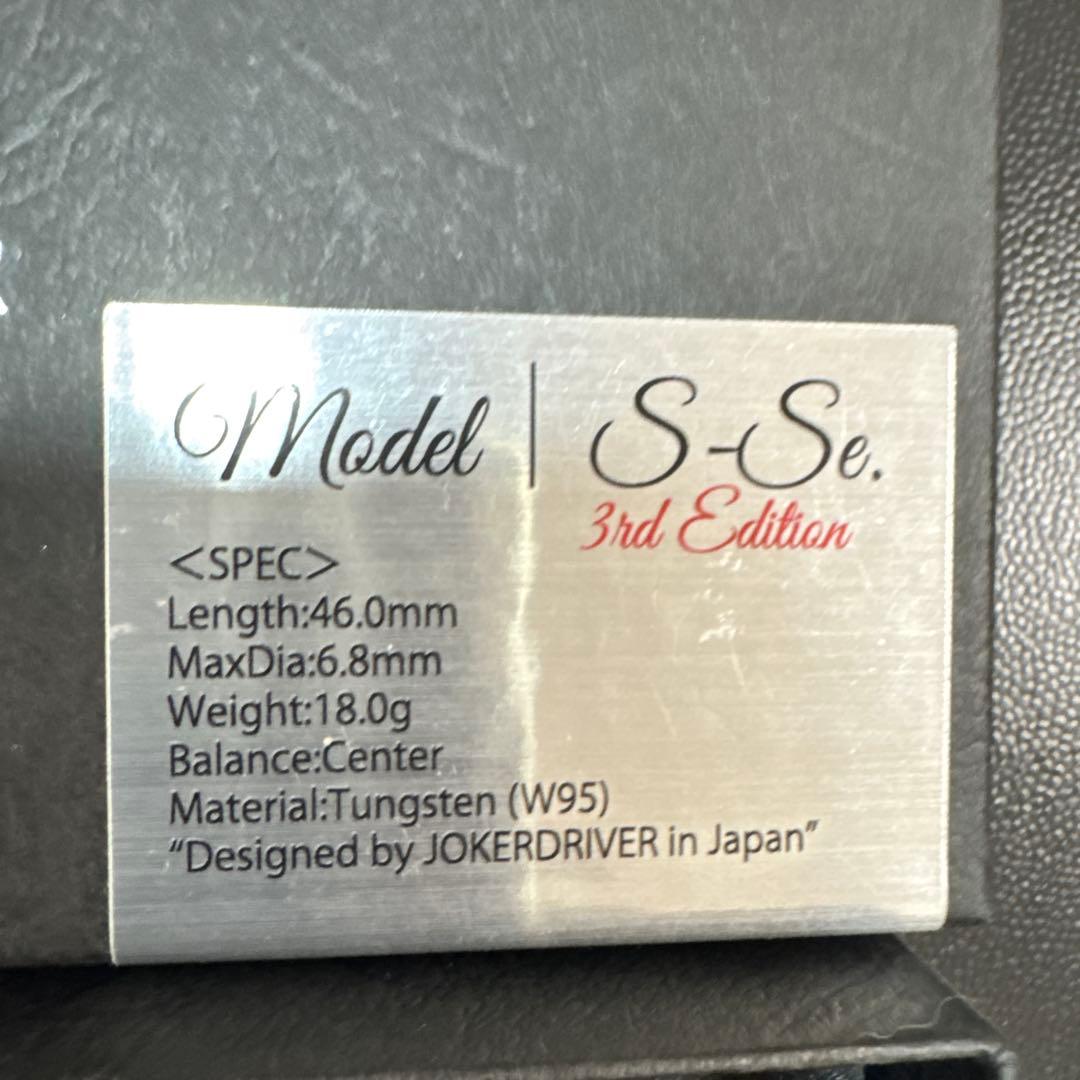 Model | S-Se.
3rd Edition
<SPEC>
Length:46.0mm
MaxDia:6.8mm
Weight:18.0g
Balance:Center
Material:Tungsten (W95)
“Designed by JOKERDRIVER in Japan”